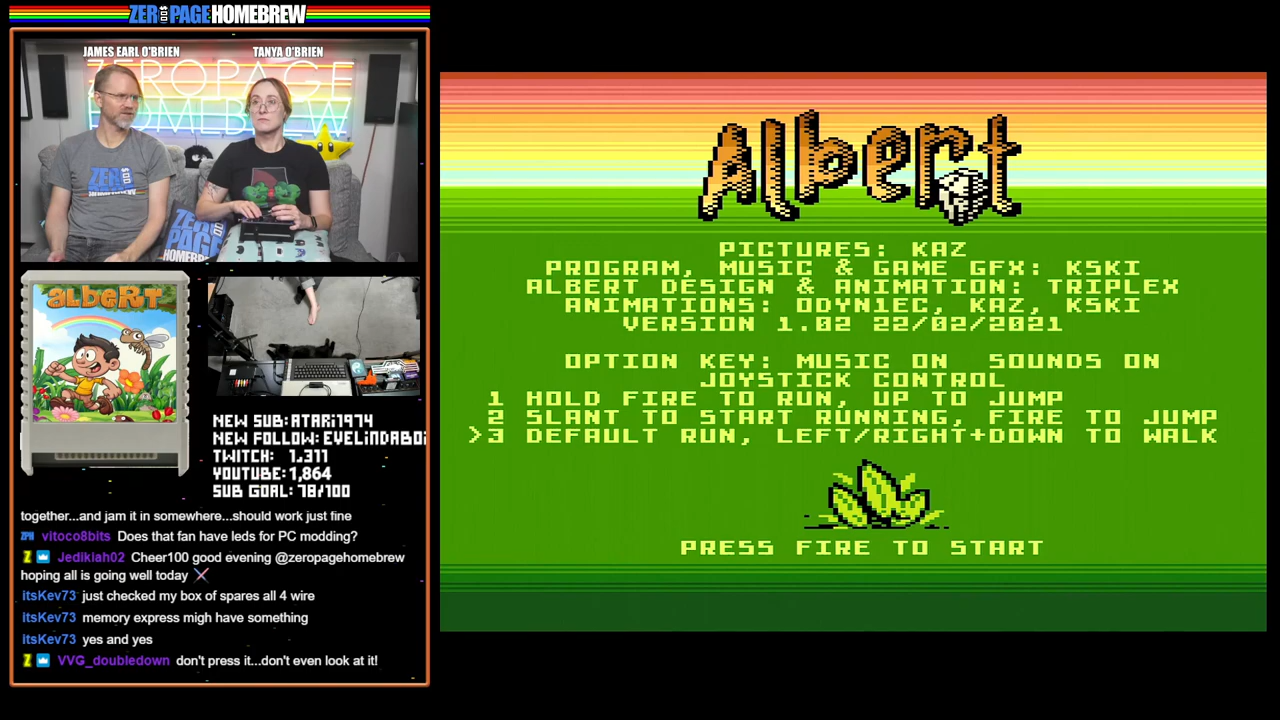 ZEROPAGE HOMEBREW
JAMES EARL O'BRIEN
TANYA O'BRIEN
ZEROPAGE
HOMEBREW
ZERO
PAGE
HOMEBREW
albert
NEW SUB: ATARI1974
NEW FOLLOW: EYELINDABOI
TWITCH: 1,311
YOUTUBE: 1,864
SUB GOAL: 78/100
together...and jam it in somewhere...should work just fine
vitoco8bits Does that fan have leds for PC modding?
Jedikiah02 Cheer100 good evening @zeropagehomebrew
hoping all is going well today
itsKev73 just checked my box of spares all 4 wire
itsKev73 memory express migh have something
itsKev73 yes and yes
VVG_doubledown don't press it...don't even look at it!
Albert
PICTURES: KAZ
PROGRAM, MUSIC & GAME GFX: KSKI
ALBERT DESIGN & ANIMATION: TRIPLEX
ANIMATIONS: ODYN1EC, KAZ, KSKI
VERSION 1.02 22/02/2021
OPTION KEY: MUSIC ON SOUNDS ON
JOYSTICK CONTROL
1 HOLD FIRE TO RUN, UP TO JUMP
2 SLANT TO START RUNNING, FIRE TO JUMP
>3 DEFAULT RUN, LEFT/RIGHT+DOWN TO WALK
PRESS FIRE TO START